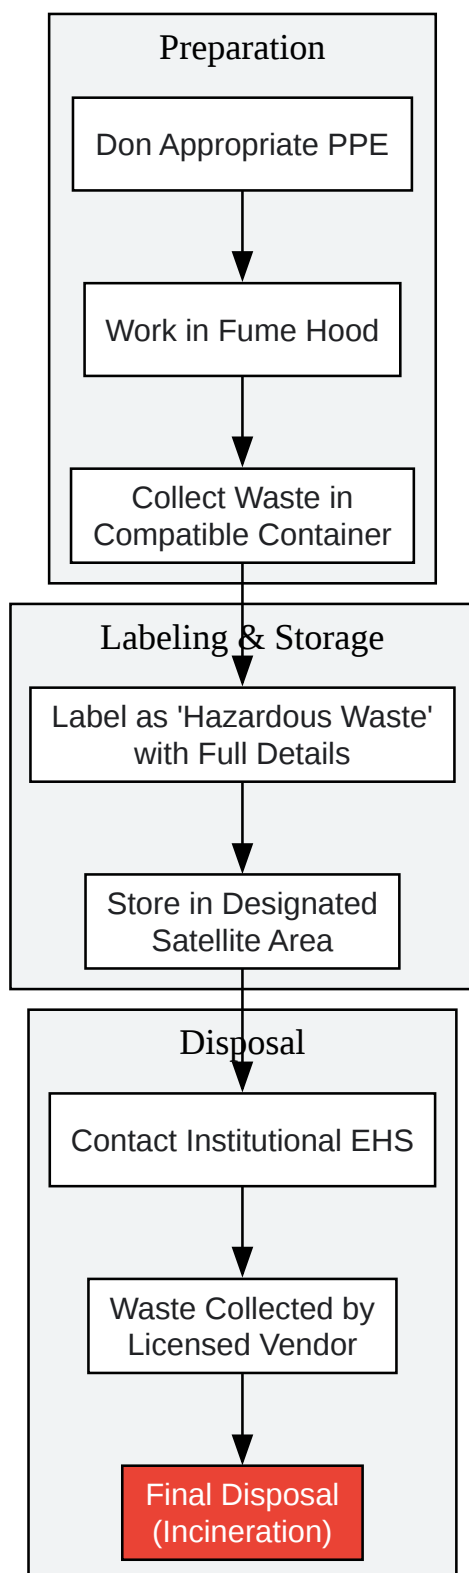 Preparation
Don Appropriate PPE
Work in Fume Hood
Collect Waste in
Compatible Container
Labeling & Storage
Label as 'Hazardous Waste'
with Full Details
Store in Designated
Satellite Area
Disposal
Contact Institutional EHS
Waste Collected by
Licensed Vendor
Final Disposal
(Incineration)